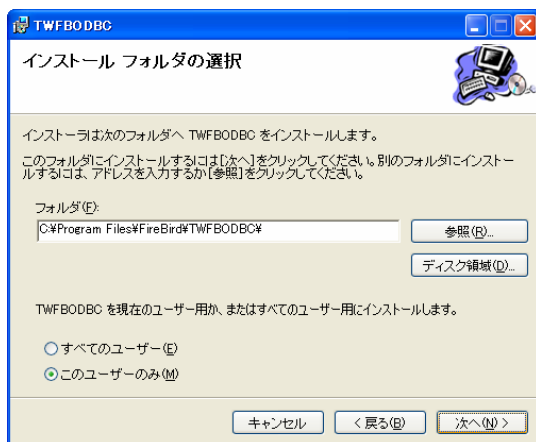 TWFBODBC
インストール フォルダの選択
インストーラは次のフォルダへ TWFBODBC をインストールします。
このフォルダにインストールするには[次へ]をクリックしてください。別のフォルダにインストー
ルするには、アドレスを入力するか[参照]をクリックしてください。
フォルダ(F):
C:¥Program Files¥FireBird¥TWFBODBC¥
参照(R)...
ディスク領域(D)...
TWFBODBC を現在のユーザー用か、またはすべてのユーザー用にインストールします。
すべてのユーザー(E)
このユーザーのみ(M)
キャンセル
< 戻る(B)
次へ(N) >